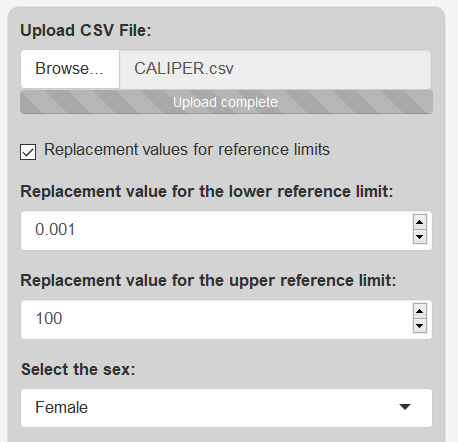 Upload CSV File:
Browse... CALIPER.csv
Upload complete
Replacement values for reference limits
Replacement value for the lower reference limit:
0.001
Replacement value for the upper reference limit:
100
Select the sex:
Female